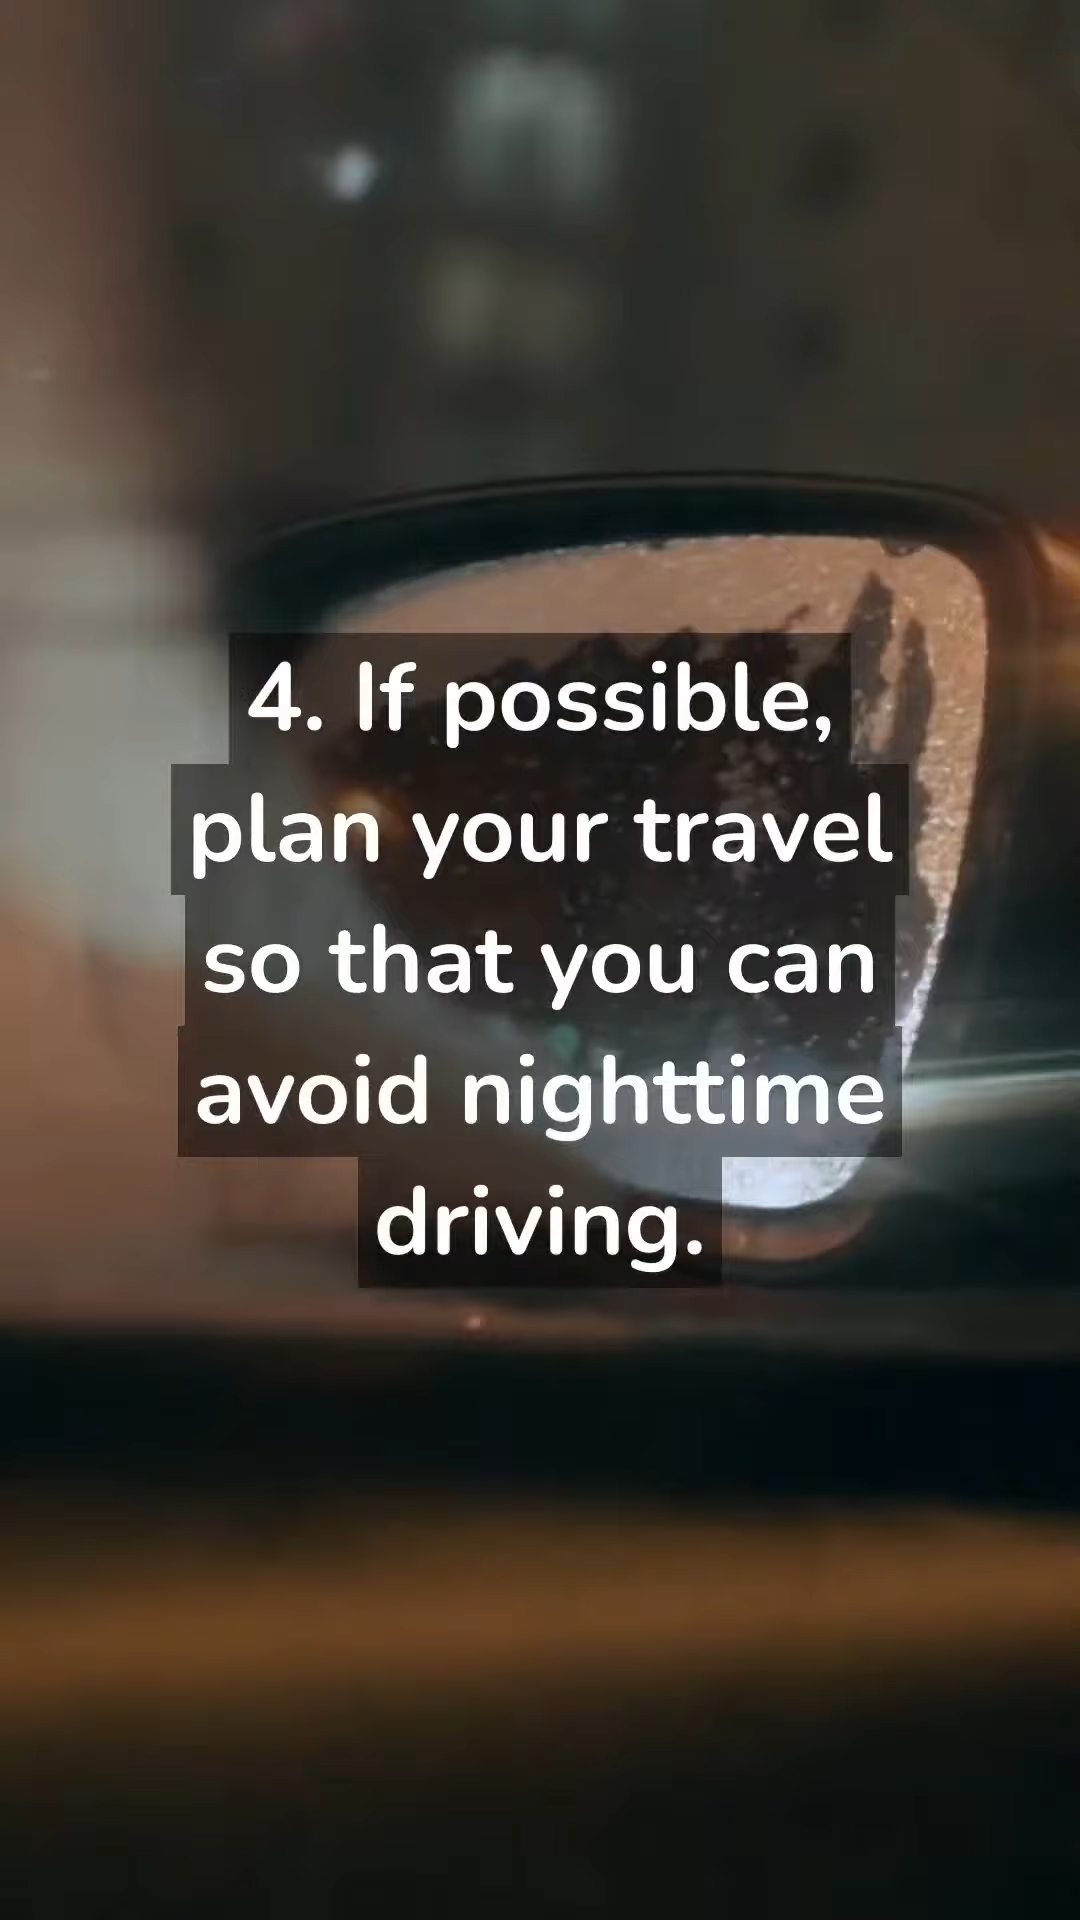 4. If possible,
plan your travel
so that you can
avoid nighttime
driving.